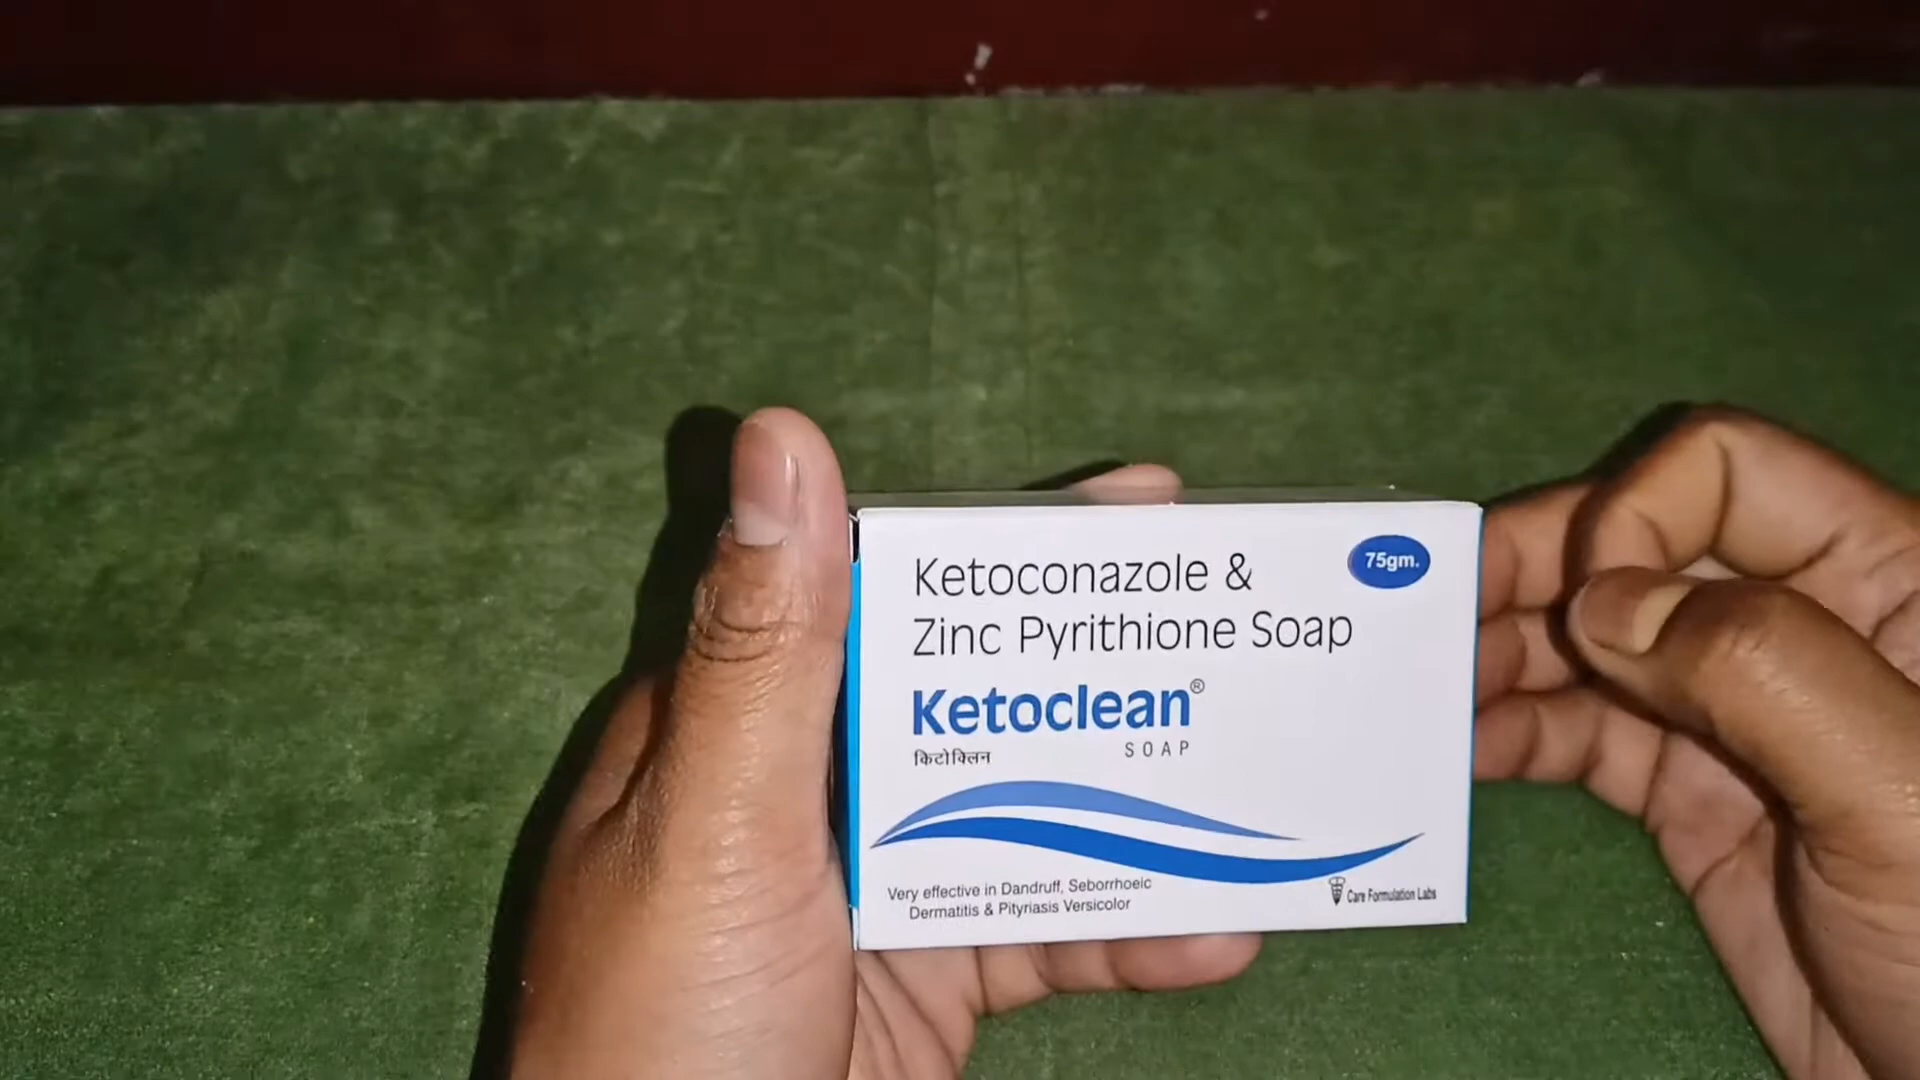 Ketoconazole &
75gm.
Zinc Pyrithione Soap
Ketoclean®
किटोक्लिन
SOAP
Very effective in Dandruff, Seborrhoeic
Dermatitis & Pityriasis Versicolor
Care Formulation Labs